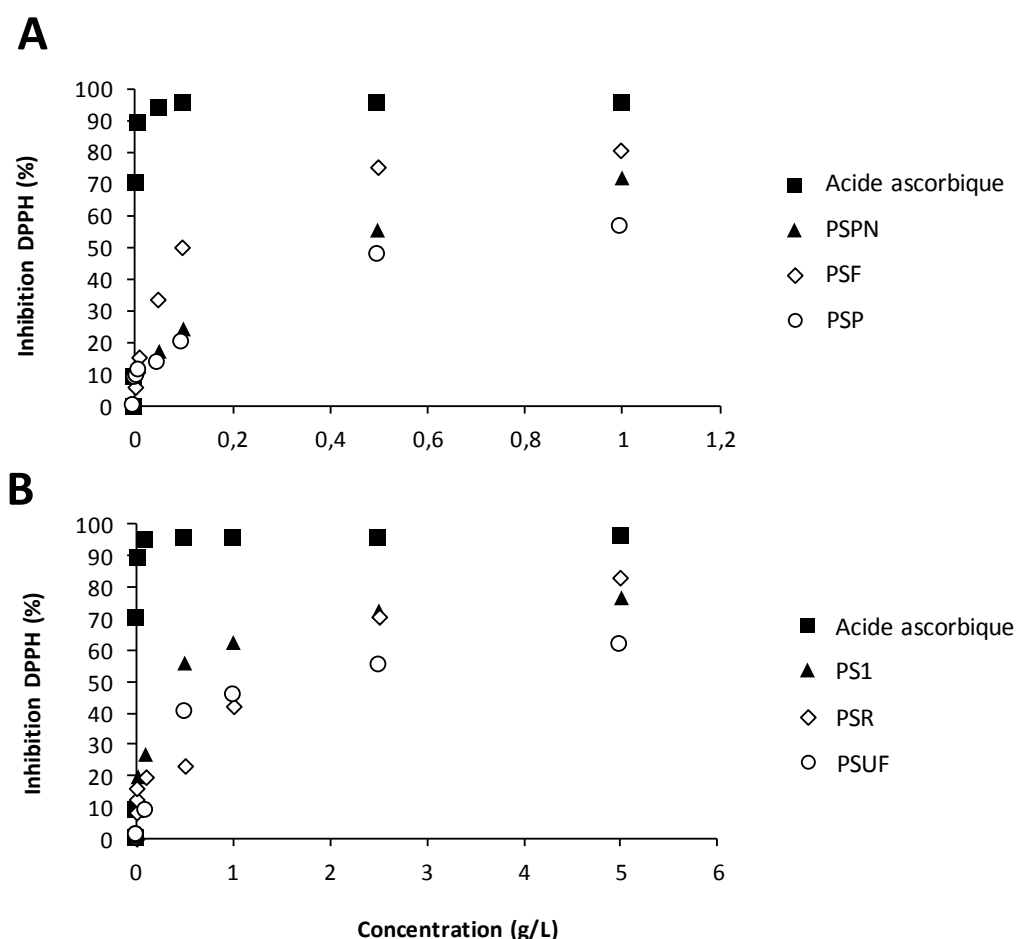 A
Inhibition DPPH (%)
100
90
80
70
60
50
40
30
20
10
0
0 0,2 0,4 0,6 0,8 1 1,2
Acide ascorbique
PSPN
PSF
PSP
B
Inhibition DPPH (%)
100
90
80
70
60
50
40
30
20
10
0
0 1 2 3 4 5 6
Concentration (g/L)
Acide ascorbique
PS1
PSR
PSUF